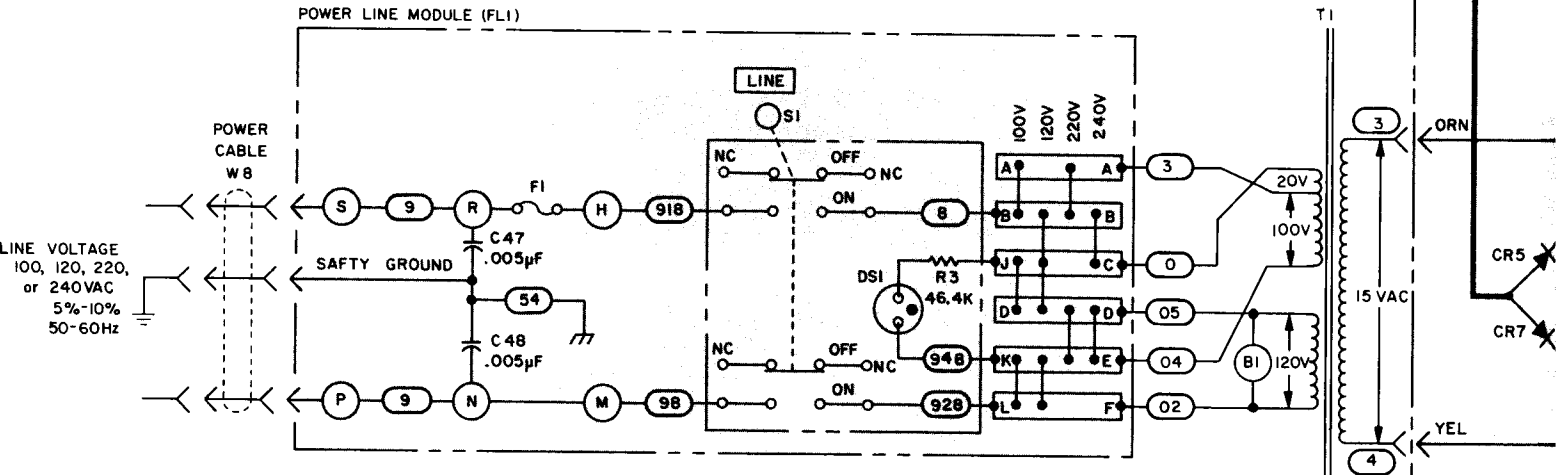 POWER LINE MODULE (FL1)
T1
LINE
S1
100V
120V
220V
240V
POWER
CABLE
W8
NC
OFF
NC
ON
A
A
3
3
ORN
S
9
R
F1
H
918
8
B
B
20V
100V
C47
.005µF
LINE VOLTAGE
100, 120, 220,
or 240VAC
5%-10%
50-60Hz
SAFTY GROUND
54
DS1
R3
46.4K
J
C
0
15 VAC
CR5
CR7
D
D
05
C48
.005µF
NC
OFF
NC
948
K
E
04
B1
120V
P
9
N
M
98
ON
928
L
F
02
YEL
4